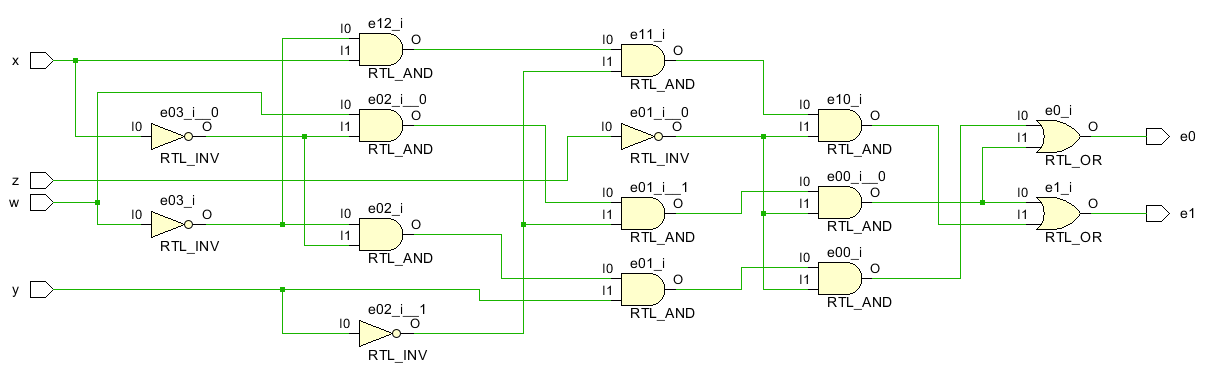 x
z
w
y
I0
e03_i__0
O
RTL_INV
I0
e03_i
O
RTL_INV
e12_i
I0
I1
O
RTL_AND
e02_i__0
I0
I1
O
RTL_AND
e02_i
I0
I1
O
RTL_AND
e02_i__1
I0
O
RTL_INV
e11_i
I0
I1
O
RTL_AND
e01_i__0
I0
O
RTL_INV
e01_i__1
I0
I1
O
RTL_AND
e01_i
I0
I1
O
RTL_AND
e10_i
I0
I1
O
RTL_AND
e00_i__0
I0
I1
O
RTL_AND
e00_i
I0
I1
O
RTL_AND
e0_i
I0
I1
O
RTL_OR
e1_i
I0
I1
O
RTL_OR
e0
e1